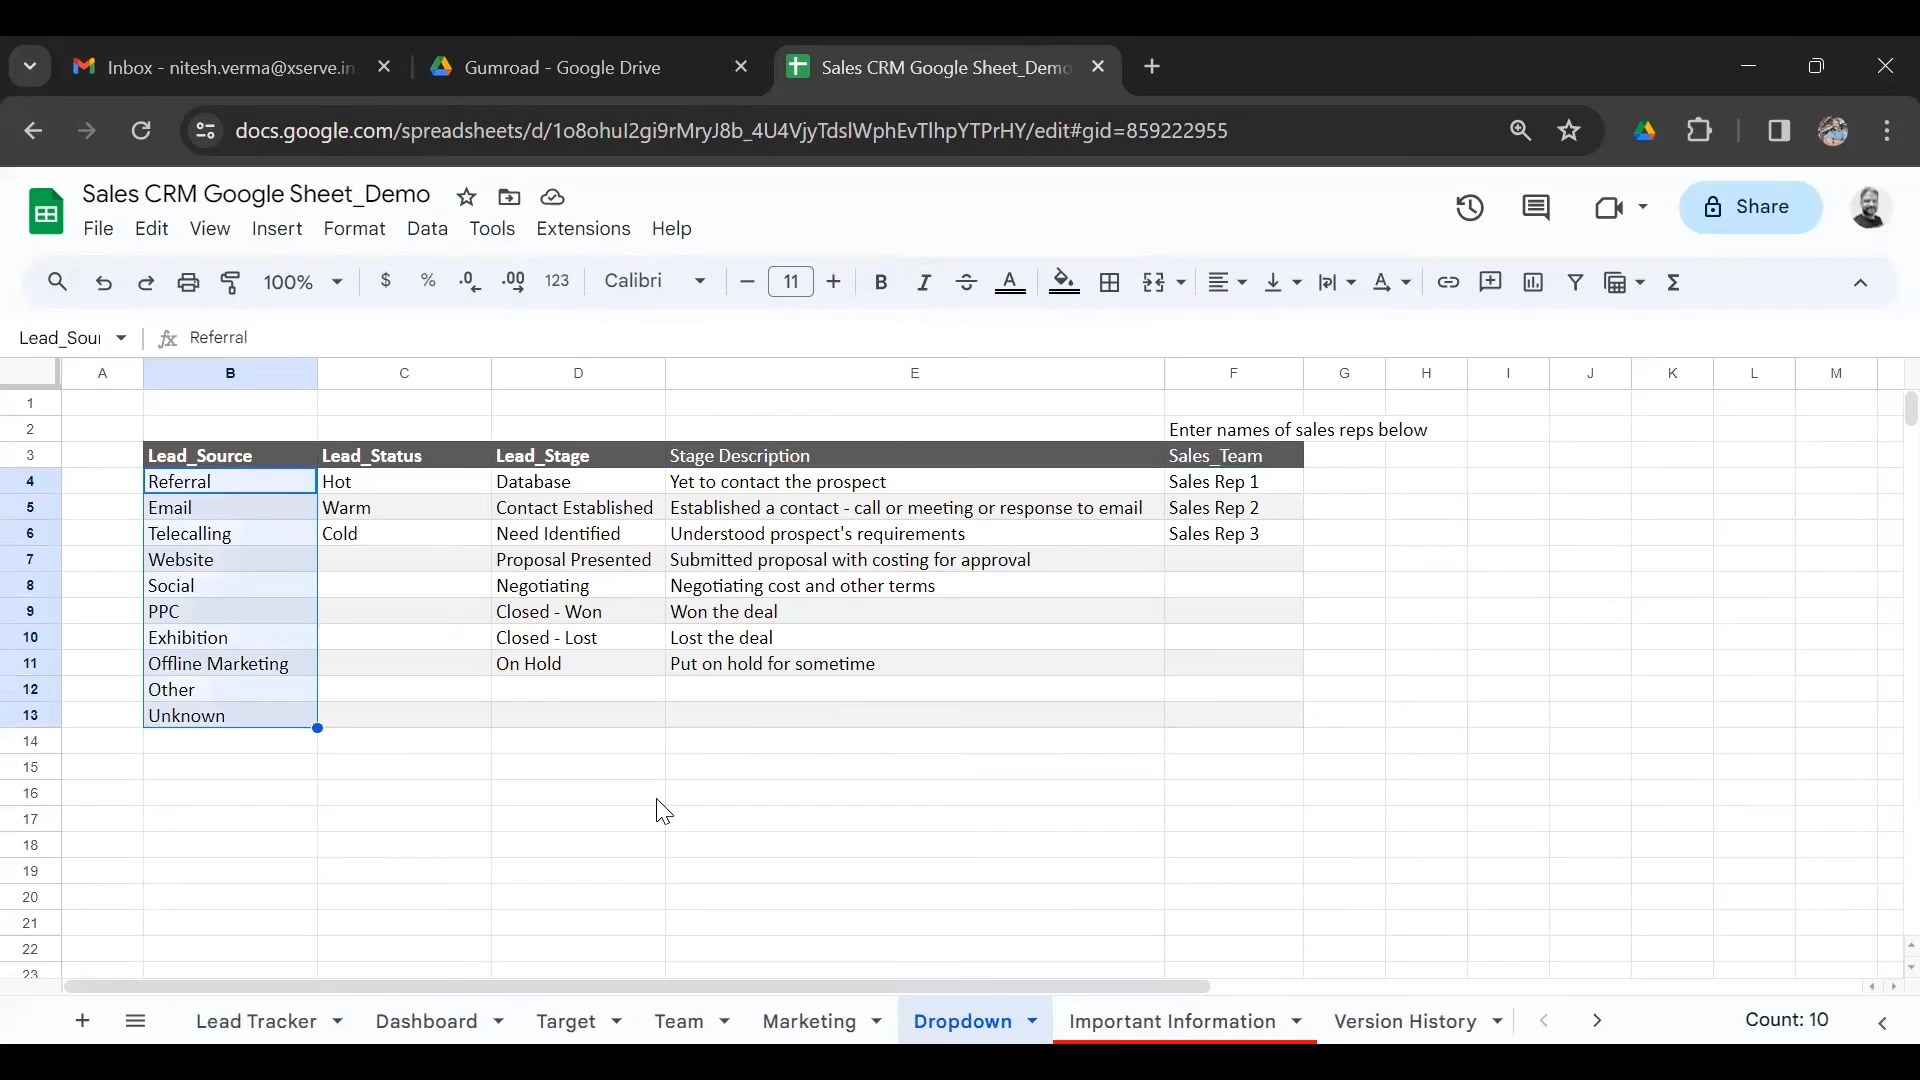 Inbox - nitesh.verma@xserve.in
Gumroad - Google Drive
Sales CRM Google Sheet_Demo
docs.google.com/spreadsheets/d/1o8ohuI2gi9rMryJ8b_4U4VjyTdslWphEvTlhpYTPrHY/edit#gid=859222955
Sales CRM Google Sheet_Demo
File Edit View Insert Format Data Tools Extensions Help
Share
100% $ % .0 .00 123 Calibri 11 B I A A Σ
Lead_Sour fx Referral
A B C D E F G H I J K L M
1
2 Enter names of sales reps below
3 Lead_Source Lead_Status Lead_Stage Stage Description Sales_Team
4 Referral Hot Database Yet to contact the prospect Sales Rep 1
5 Email Warm Contact Established Established a contact - call or meeting or response to email Sales Rep 2
6 Telecalling Cold Need Identified Understood prospect's requirements Sales Rep 3
7 Website Proposal Presented Submitted proposal with costing for approval
8 Social Negotiating Negotiating cost and other terms
9 PPC Closed - Won Won the deal
10 Exhibition Closed - Lost Lost the deal
11 Offline Marketing On Hold Put on hold for sometime
12 Other
13 Unknown
14
15
16
17
18
19
20
21
22
23
Lead Tracker Dashboard Target Team Marketing Dropdown Important Information Version History Count: 10